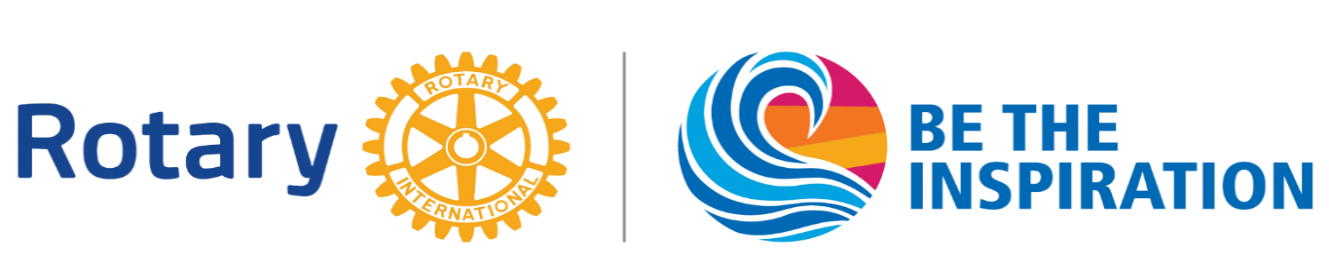 Rotary
ROTARY
INTERNATIONAL
BE THE
INSPIRATION